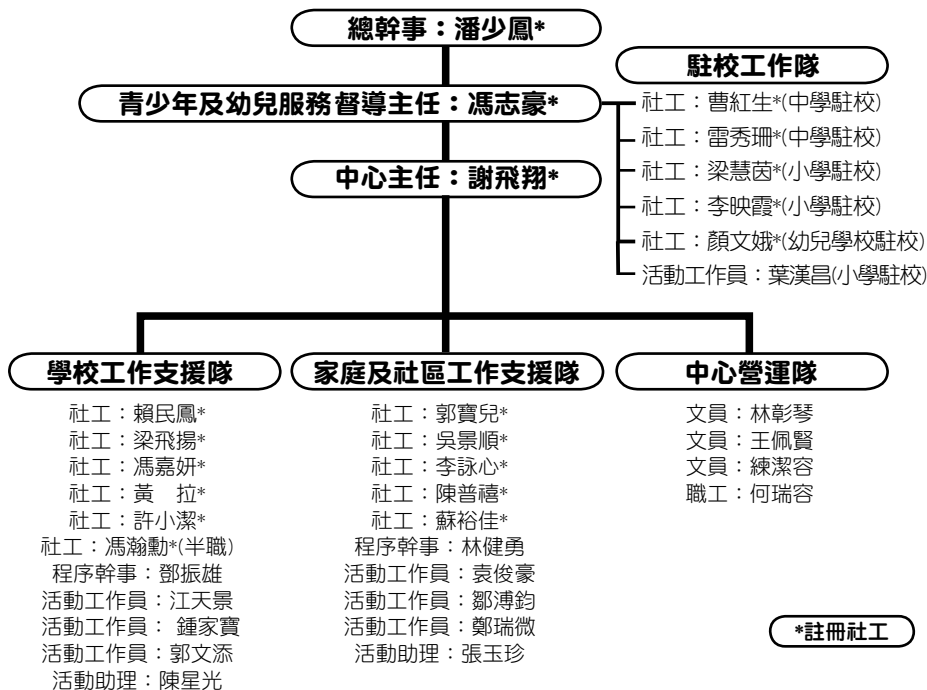 總幹事：潘少鳳*
青少年及幼兒服務督導主任：馮志豪*
中心主任：謝飛翔*
駐校工作隊
社工：曹紅生*(中學駐校)
社工：雷秀珊*(中學駐校)
社工：梁慧茵*(小學駐校)
社工：李映霞*(小學駐校)
社工：顏文娥*(幼兒學校駐校)
活動工作員：葉漢昌(小學駐校)
學校工作支援隊
社工：賴民鳳*
社工：梁飛揚*
社工：馮嘉妍*
社工：黃　拉*
社工：許小潔*
社工：馮瀚勳*(半職)
程序幹事：鄧振雄
活動工作員：江天景
活動工作員： 鍾家寶
活動工作員：郭文添
活動助理：陳星光
家庭及社區工作支援隊
社工：郭寶兒*
社工：吳景順*
社工：李詠心*
社工：陳普禧*
社工：蘇裕佳*
程序幹事：林健勇
活動工作員：袁俊豪
活動工作員：鄒溥鈞
活動工作員：鄭瑞微
活動助理：張玉珍
中心營運隊
文員：林彰琴
文員：王佩賢
文員：練潔容
職工：何瑞容
*註冊社工